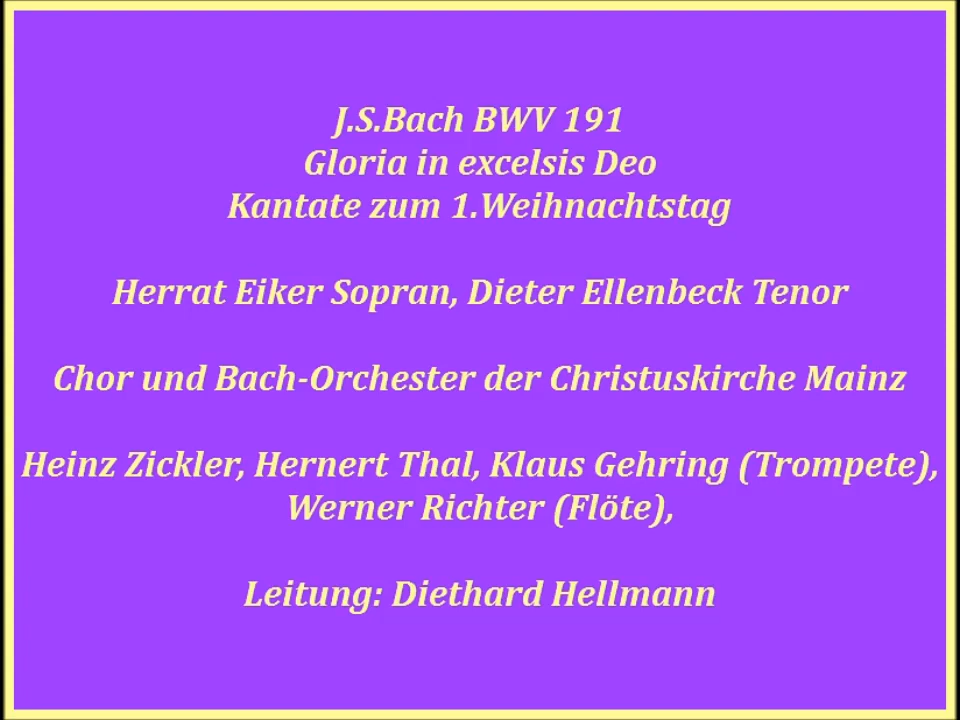 J.S.Bach BWV 191
Gloria in excelsis Deo
Kantate zum 1.Weihnachtstag
Herrat Eiker Sopran, Dieter Ellenbeck Tenor
Chor und Bach-Orchester der Christuskirche Mainz
Heinz Zickler, Hernert Thal, Klaus Gehring (Trompete),
Werner Richter (Flöte),
Leitung: Diethard Hellmann